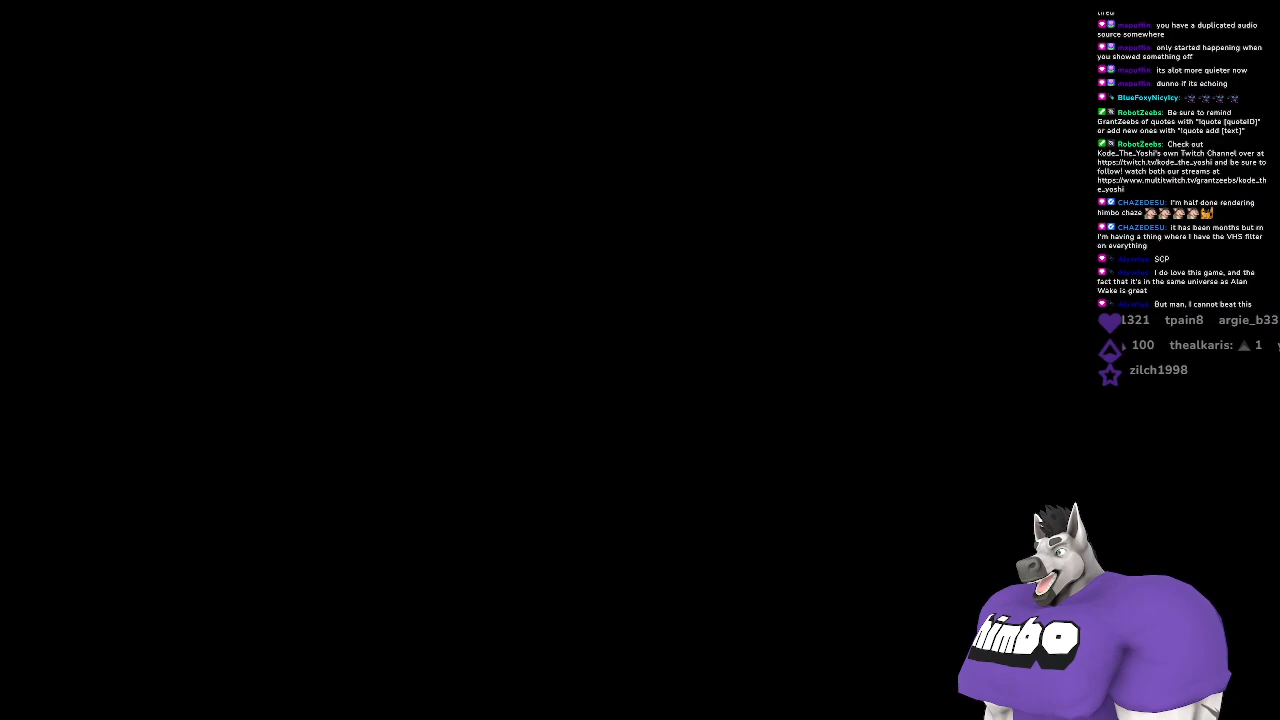 mxpuffin: you have a duplicated audio
source somewhere
mxpuffin: only started happening when
you showed something off
mxpuffin: its alot more quieter now
mxpuffin: dunno if its echoing
BlueFoxyNicyIcy:
RobotZeebs: Be sure to remind
GrantZeebs of quotes with "!quote [quoteID]"
or add new ones with "!quote add [text]"
RobotZeebs: Check out
Kode_The_Yoshi's own Twitch Channel over at
https://twitch.tv/kode_the_yoshi and be sure to
follow! watch both our streams at
https://www.multitwitch.tv/grantzeebs/kode_th
e_yoshi
CHAZEDESU: I'm half done rendering
himbo chaze
CHAZEDESU: it has been months but rn
I'm having a thing where I have the VHS filter
on everything
SCP
I do love this game, and the
fact that it's in the same universe as Alan
Wake is great
But man, I cannot beat this
1321 tpain8 argie_b33
100 thealkaris: 1
zilch1998
himbo